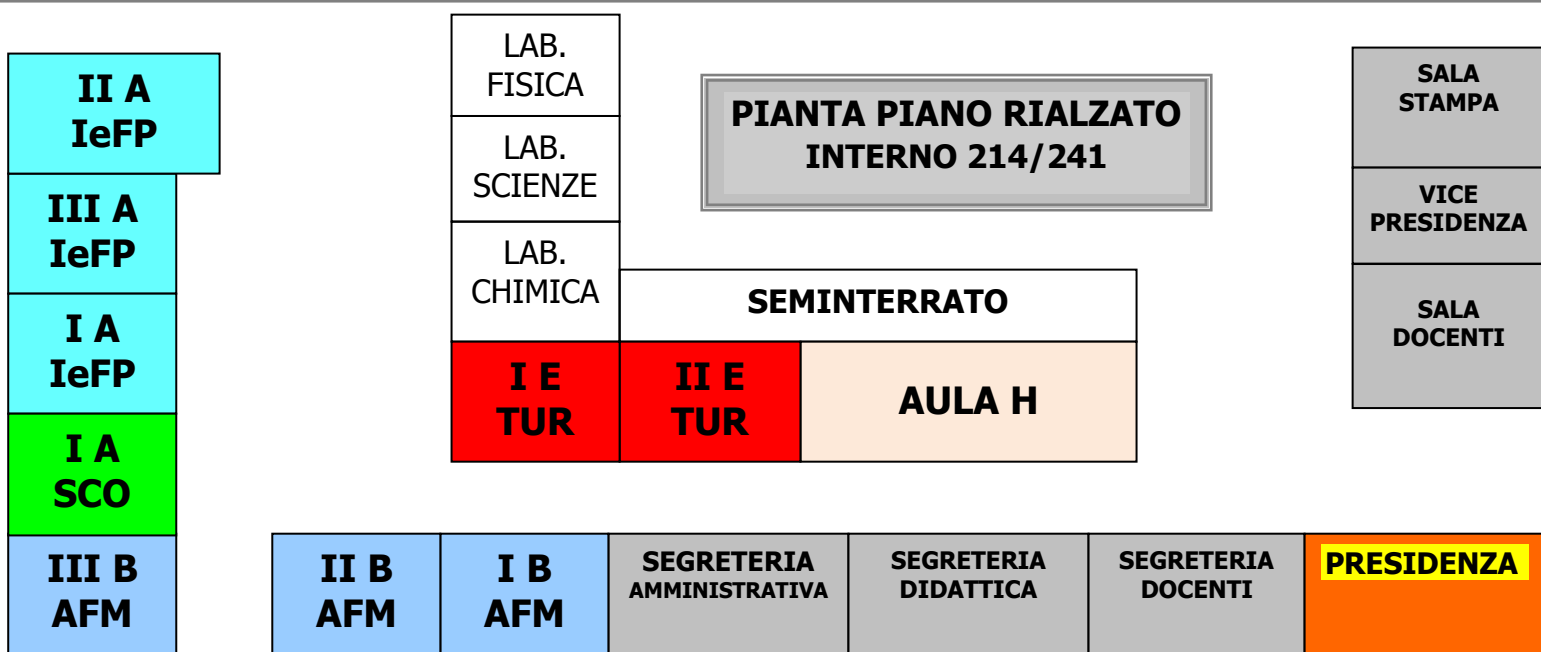 II A
IeFP
III A
IeFP
I A
IeFP
I A
SCO
III B
AFM
LAB.
FISICA
LAB.
SCIENZE
LAB.
CHIMICA
PIANTA PIANO RIALZATO
INTERNO 214/241
SEMINTERRATO
I E
TUR
II E
TUR
AULA H
SALA
STAMPA
VICE
PRESIDENZA
SALA
DOCENTI
II B
AFM
I B
AFM
SEGRETERIA
AMMINISTRATIVA
SEGRETERIA
DIDATTICA
SEGRETERIA
DOCENTI
PRESIDENZA